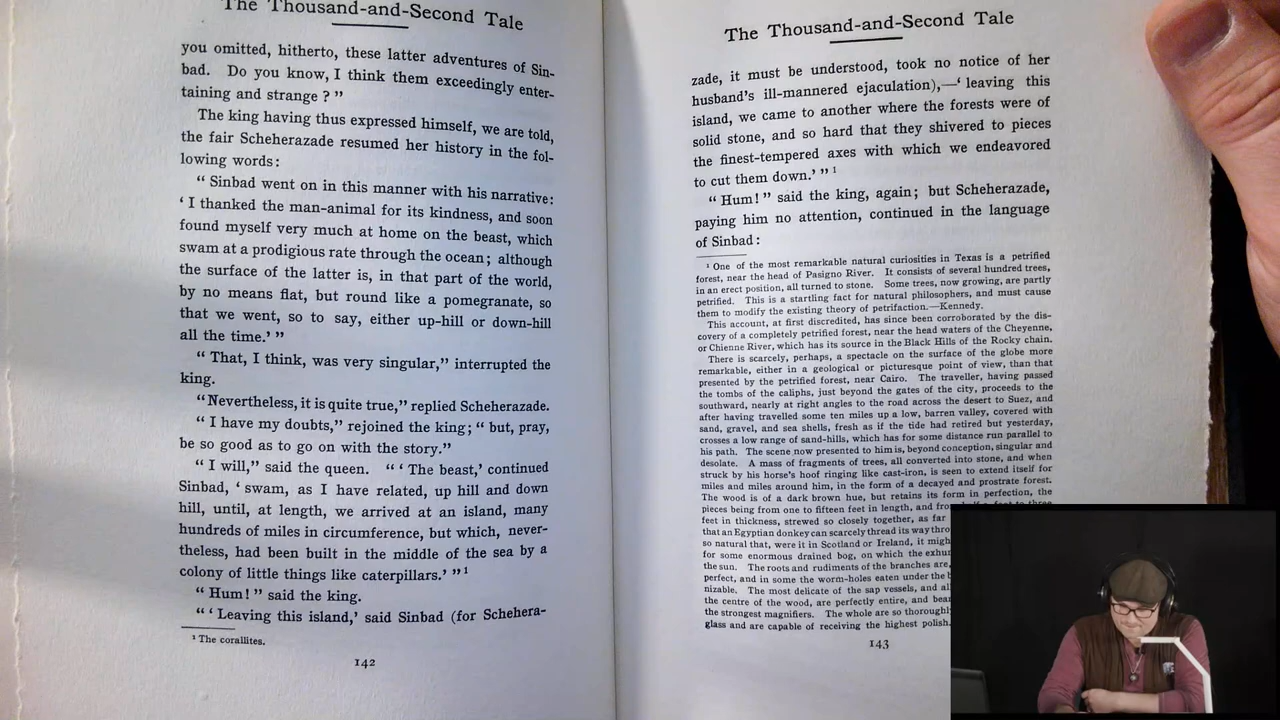 The Thousand-and-Second Tale
you omitted, hitherto, these latter adventures of Sin-
bad. Do you know, I think them exceedingly enter-
taining and strange ? ”
The king having thus expressed himself, we are told,
the fair Scheherazade resumed her history in the fol-
lowing words:
“ Sinbad went on in this manner with his narrative:
‘ I thanked the man-animal for its kindness, and soon
found myself very much at home on the beast, which
swam at a prodigious rate through the ocean; although
the surface of the latter is, in that part of the world,
by no means flat, but round like a pomegranate, so
that we went, so to say, either up-hill or down-hill
all the time.’ ”
“ That, I think, was very singular,” interrupted the
king.
“Nevertheless, it is quite true,” replied Scheherazade.
“ I have my doubts,” rejoined the king; “ but, pray,
be so good as to go on with the story.”
“ I will,” said the queen. “ ‘ The beast,’ continued
Sinbad, ‘ swam, as I have related, up hill and down
hill, until, at length, we arrived at an island, many
hundreds of miles in circumference, but which, never-
theless, had been built in the middle of the sea by a
colony of little things like caterpillars.’ ” 1
“ Hum! ” said the king.
“ ‘ Leaving this island,’ said Sinbad (for Schehera-
1 The corallites.
142
The Thousand-and-Second Tale
zade, it must be understood, took no notice of her
husband’s ill-mannered ejaculation),—‘ leaving this
island, we came to another where the forests were of
solid stone, and so hard that they shivered to pieces
the finest-tempered axes with which we endeavored
to cut them down.’ ” 1
“ Hum! ” said the king, again; but Scheherazade,
paying him no attention, continued in the language
of Sinbad:
1 One of the most remarkable natural curiosities in Texas is a petrified
forest, near the head of Pasigno River. It consists of several hundred trees,
in an erect position, all turned to stone. Some trees, now growing, are partly
petrified. This is a startling fact for natural philosophers, and must cause
them to modify the existing theory of petrifaction.—Kennedy.
This account, at first discredited, has since been corroborated by the dis-
covery of a completely petrified forest, near the head waters of the Cheyenne,
or Chienne River, which has its source in the Black Hills of the Rocky chain.
There is scarcely, perhaps, a spectacle on the surface of the globe more
remarkable, either in a geological or picturesque point of view, than that
presented by the petrified forest, near Cairo. The traveller, having passed
the tombs of the caliphs, just beyond the gates of the city, proceeds to the
southward, nearly at right angles to the road across the desert to Suez, and
after having travelled some ten miles up a low, barren valley, covered with
sand, gravel, and sea shells, fresh as if the tide had retired but yesterday,
crosses a low range of sand-hills, which has for some distance run parallel to
his path. The scene now presented to him is, beyond conception, singular and
desolate. A mass of fragments of trees, all converted into stone, and when
struck by his horse’s hoof ringing like cast-iron, is seen to extend itself for
miles and miles around him, in the form of a decayed and prostrate forest.
The wood is of a dark brown hue, but retains its form in perfection, the
pieces being from one to fifteen feet in length, and from
feet in thickness, strewed so closely together, as far
that an Egyptian donkey can scarcely thread its way
so natural that, were it in Scotland or Ireland, it
for some enormous drained bog, on which the
the sun. The roots and rudiments of the branches are,
perfect, and in some the worm-holes eaten under the
nizable. The most delicate of the sap vessels, and
the centre of the wood, are perfectly entire, and
the strongest magnifiers. The whole are so
glass and are capable of receiving the highest polish.
143